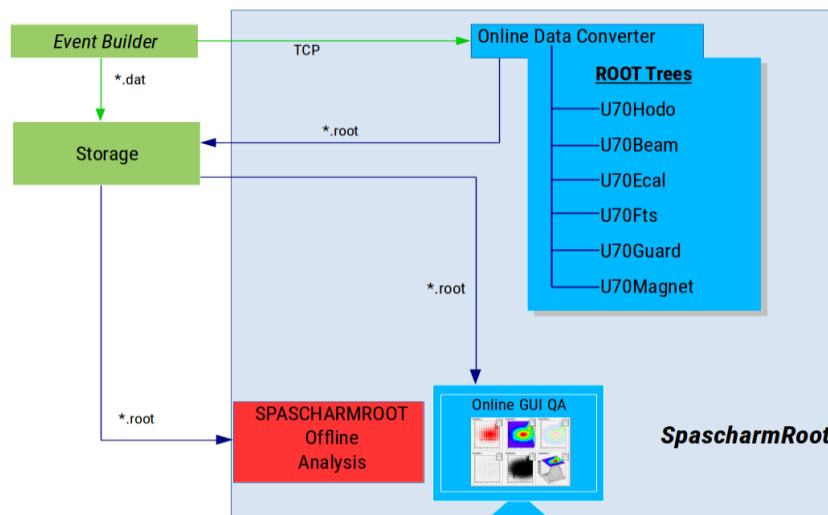 Event Builder
TCP
Online Data Converter
*.dat
ROOT Trees
U70Hodo
*.root
Storage
U70Beam
U70Ecal
U70Fts
U70Guard
U70Magnet
*.root
*.root
SPASCHARMROOT
Offline
Analysis
Online GUI QA
SpascharmRoot